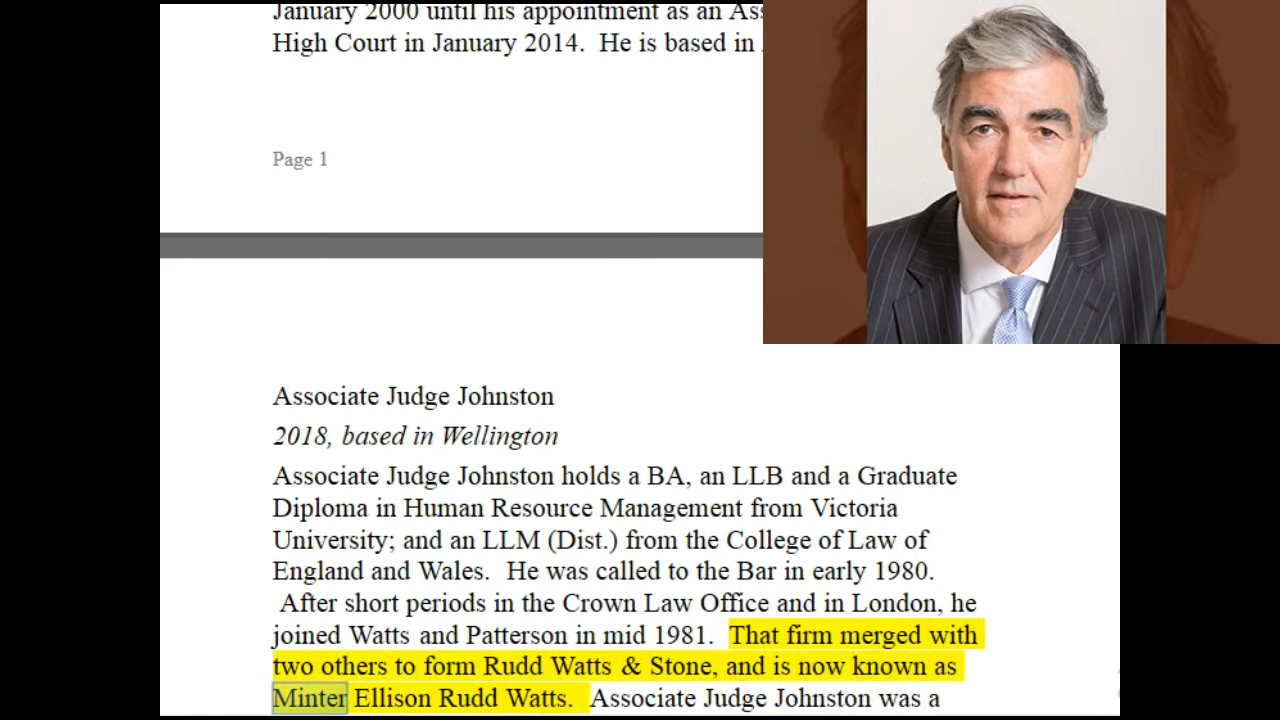 January 2000 until his appointment as an Ass
High Court in January 2014. He is based in
Page 1
Associate Judge Johnston
2018, based in Wellington
Associate Judge Johnston holds a BA, an LLB and a Graduate
Diploma in Human Resource Management from Victoria
University; and an LLM (Dist.) from the College of Law of
England and Wales. He was called to the Bar in early 1980.
After short periods in the Crown Law Office and in London, he
joined Watts and Patterson in mid 1981. That firm merged with
two others to form Rudd Watts & Stone, and is now known as
Minter Ellison Rudd Watts. Associate Judge Johnston was a